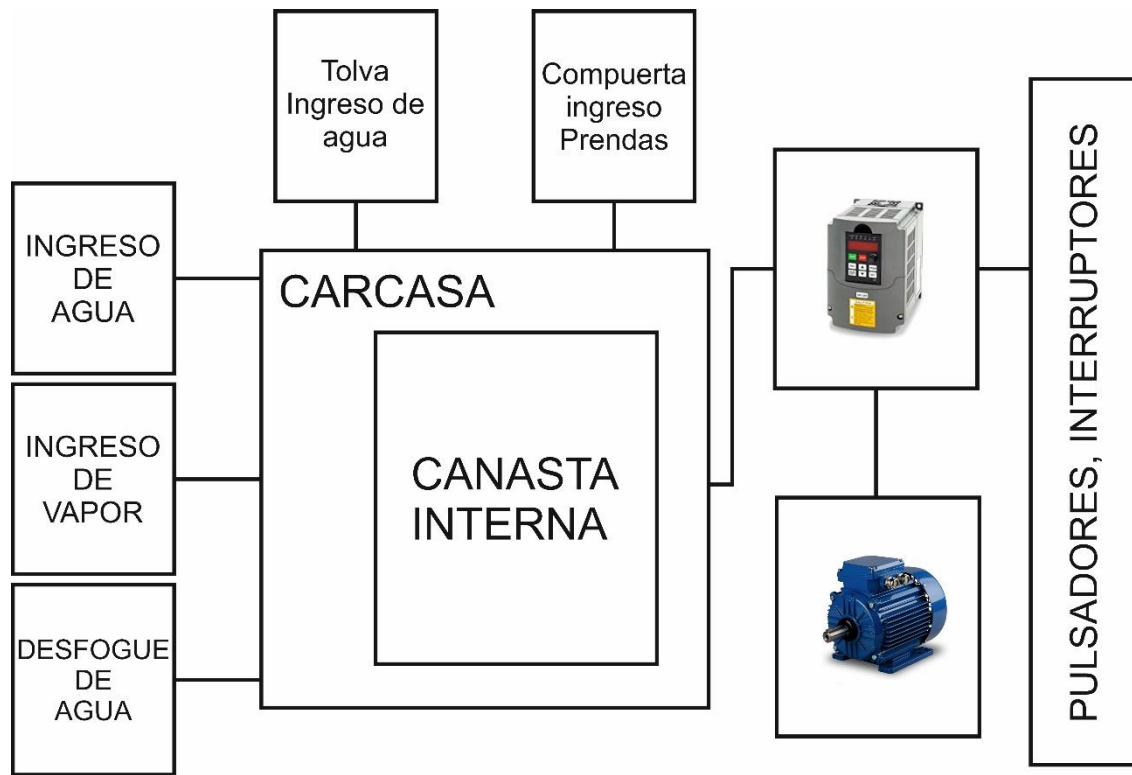 Tolva
Ingreso de
agua
Compuerta
ingreso
Prendas
INGRESO
DE
AGUA
INGRESO
DE
VAPOR
DESFOGUE
DE
AGUA
CARCASA
CANASTA
INTERNA
PULSADORES, INTERRUPTORES